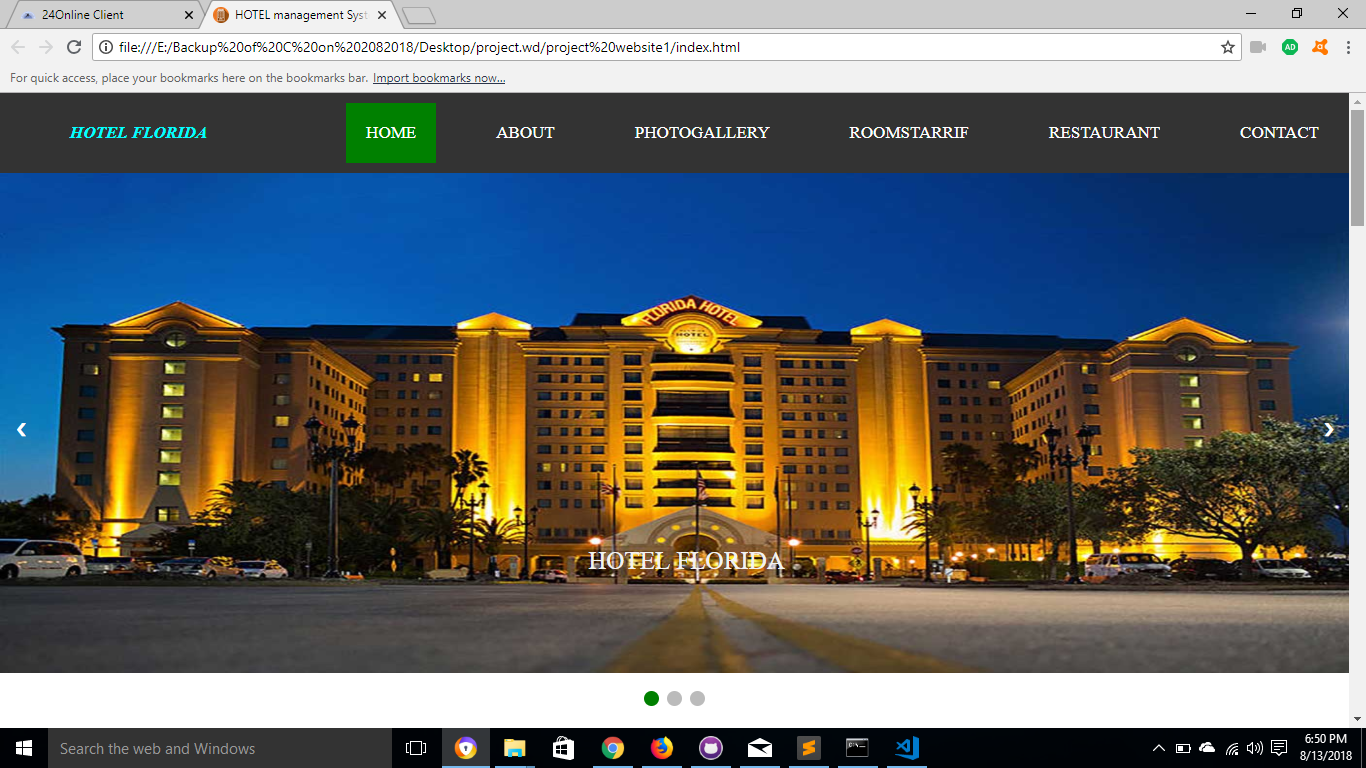 24Online Client
HOTEL management Syst
file:///E:/Backup%20of%20C%20on%202082018/Desktop/project.wd/project%20website1/index.html
For quick access, place your bookmarks here on the bookmarks bar. Import bookmarks now...
HOTEL FLORIDA HOME ABOUT PHOTOGALLERY ROOMSTARRIF RESTAURANT CONTACT
FLORIDA HOTEL
HOTEL
HOTEL FLORIDA
Search the web and Windows
6:50 PM
8/13/2018